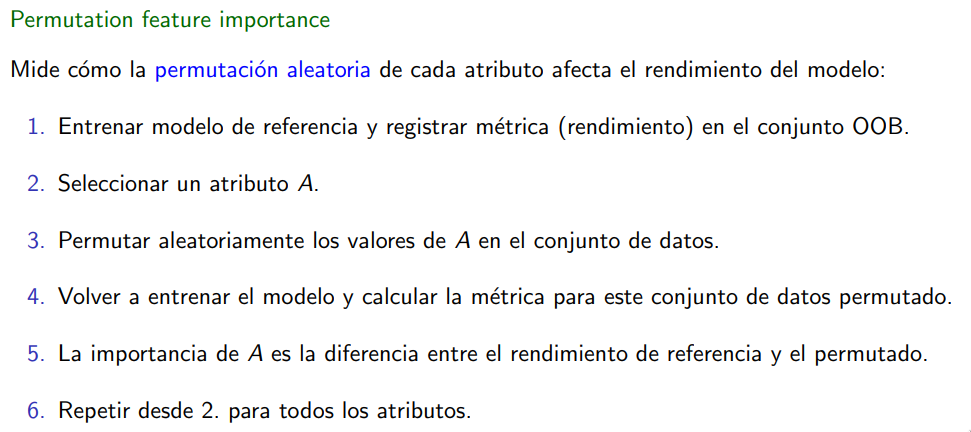 Permutation feature importance
Mide cómo la permutación aleatoria de cada atributo afecta el rendimiento del modelo:
1. Entrenar modelo de referencia y registrar métrica (rendimiento) en el conjunto OOB.
2. Seleccionar un atributo A.
3. Permutar aleatoriamente los valores de A en el conjunto de datos.
4. Volver a entrenar el modelo y calcular la métrica para este conjunto de datos permutado.
5. La importancia de A es la diferencia entre el rendimiento de referencia y el permutado.
6. Repetir desde 2. para todos los atributos.